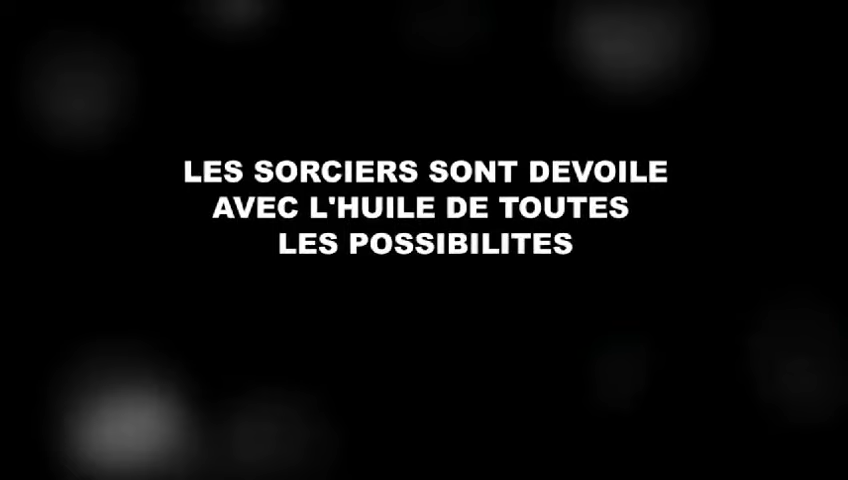 LES SORCIERS SONT DEVOILE
AVEC L'HUILE DE TOUTES
LES POSSIBILITES